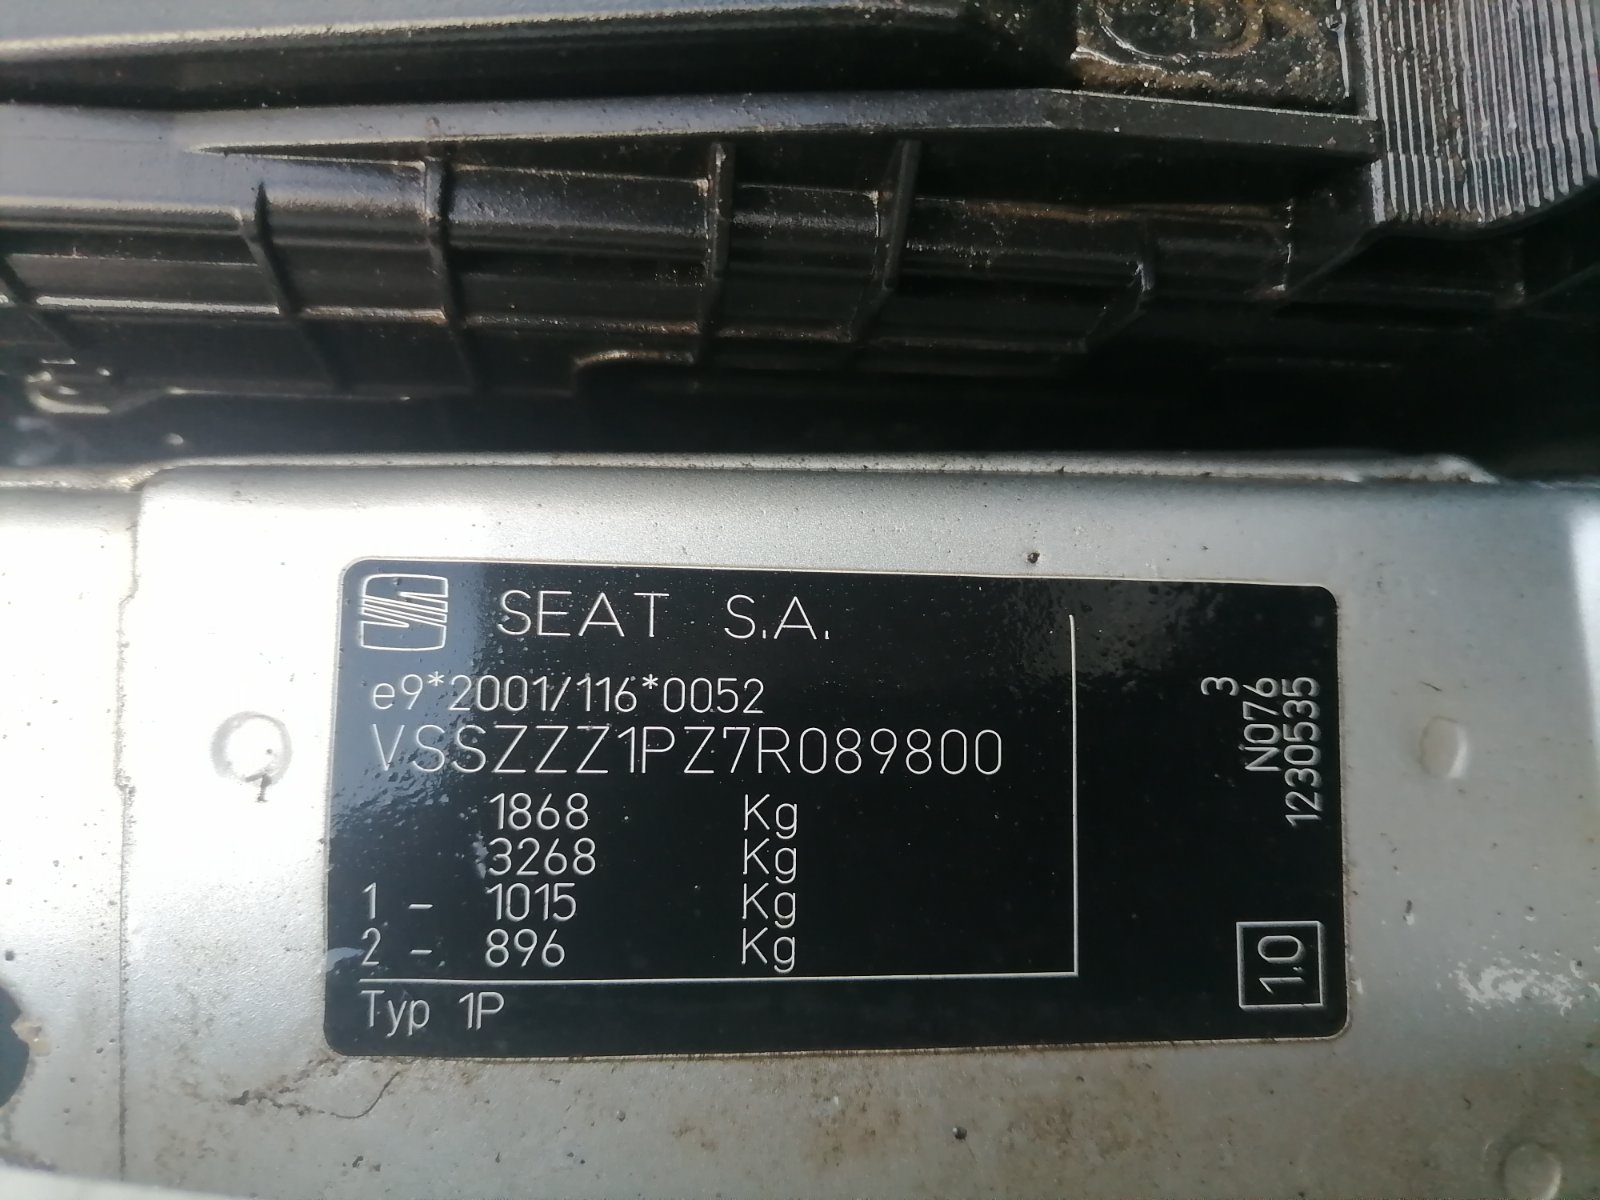 SEAT S.A.
e9*2001/116*0052
VSSZZZ1PZ7R089800
1868 Kg
3268 Kg
1 - 1015 Kg
2 - 896 Kg
Typ 1P
3
N076
1230535
1.0